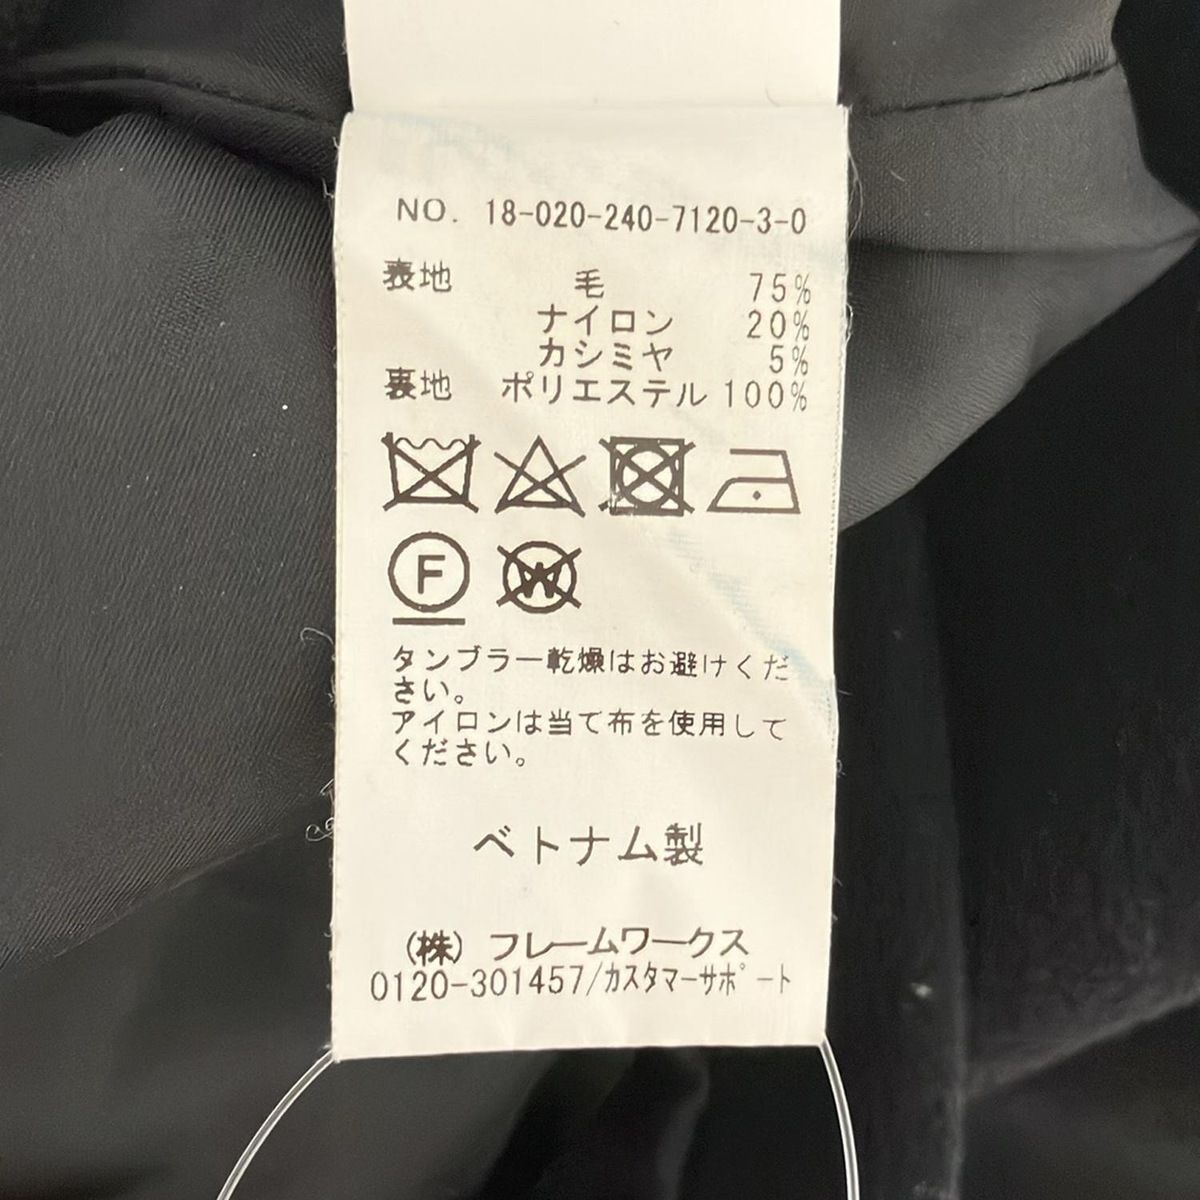 NO. 18-020-240-7120-3-0
表地 毛 75%
ナイロン 20%
カシミヤ 5%
裏地 ポリエステル 100%
F W
タンブラー乾燥はお避けくだ
さい。
アイロンは当て布を使用して
ください。
ベトナム製
(株) フレームワークス
0120-301457/ｶｽﾀﾏｰｻﾎﾟｰﾄ